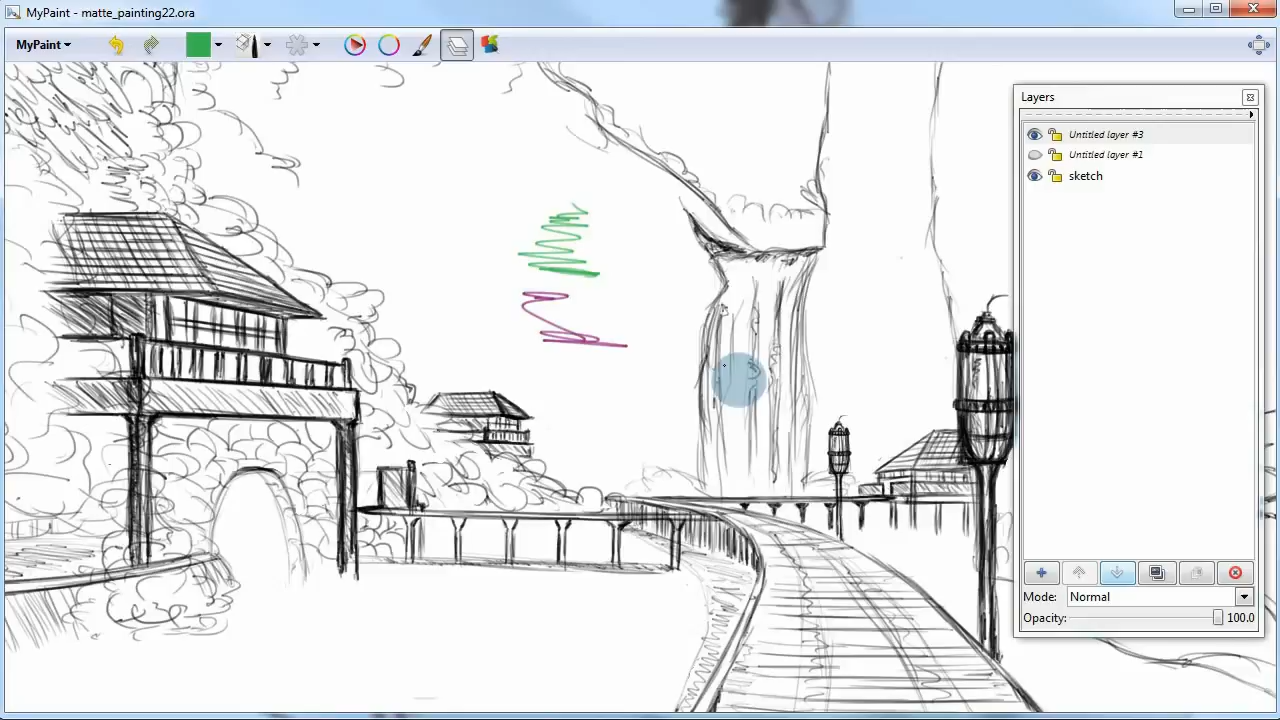 MyPaint - matte_painting22.ora
MyPaint
Layers
Untitled layer #3
Untitled layer #1
sketch
Mode: Normal
Opacity: 100.0